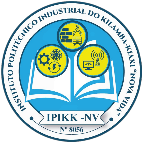 INSTITUTO POLITÉCNICO INDUSTRIAL DO KILAMBA-KIAXI "NOVA VIDA"
IPIKK -NV
Nº 8056